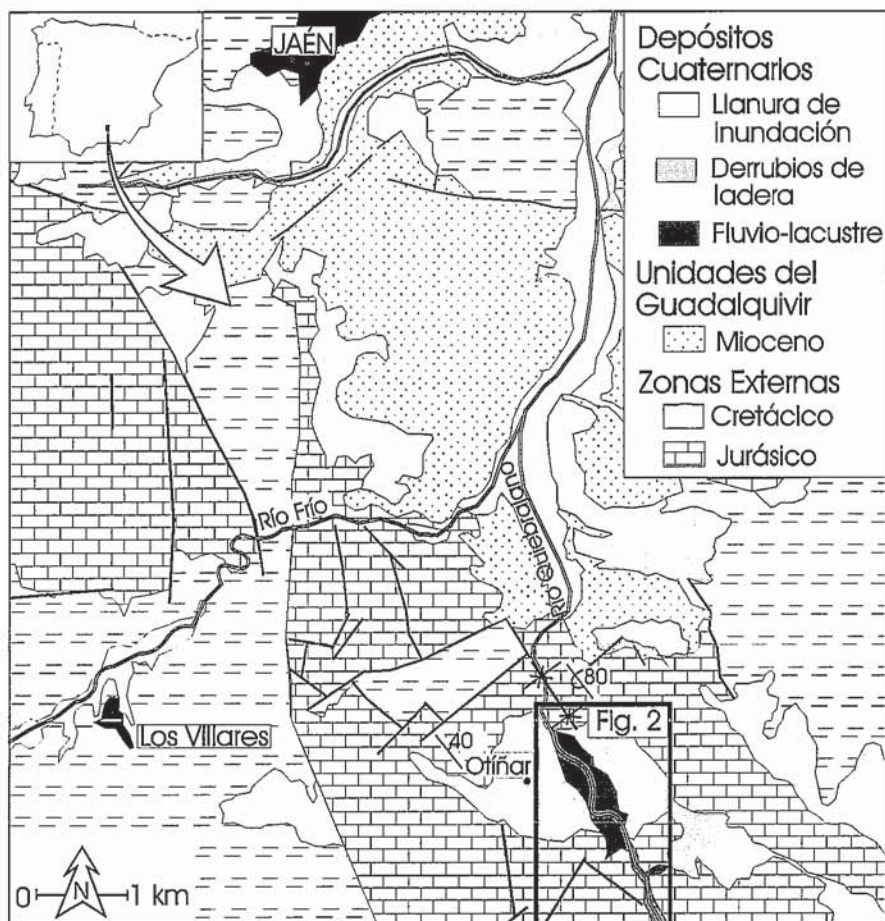 JAÉN
Depósitos
Cuaternarios
Llanura de
inundación
Derrubios de
ladera
Fluvio-lacustre
Unidades del
Guadalquivir
Mioceno
Zonas Externas
Cretácico
Jurásico
Río Frío
Río Quiebrajano
80
Fig. 2
40
Otíñar
Los Villares
0
N
1 km